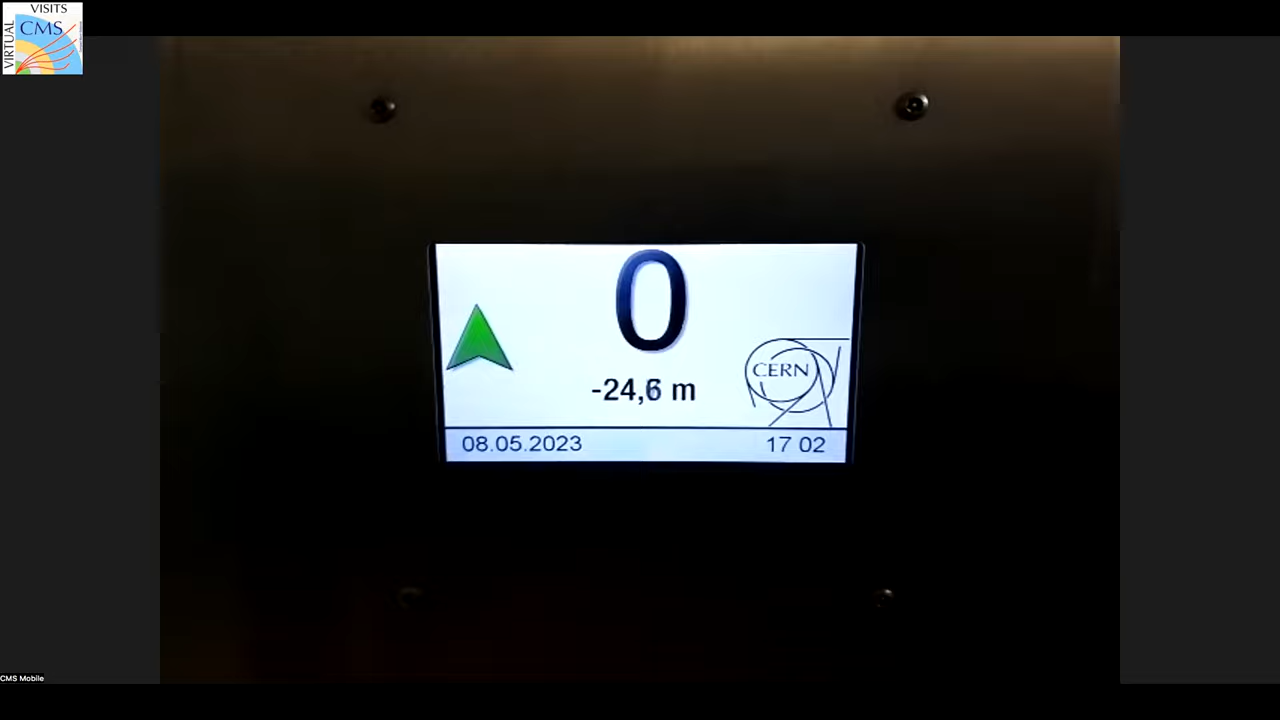 VISITS
CMS
VIRTUAL
0
-24,6 m
CERN
08.05.2023
17 02
CMS Mobile